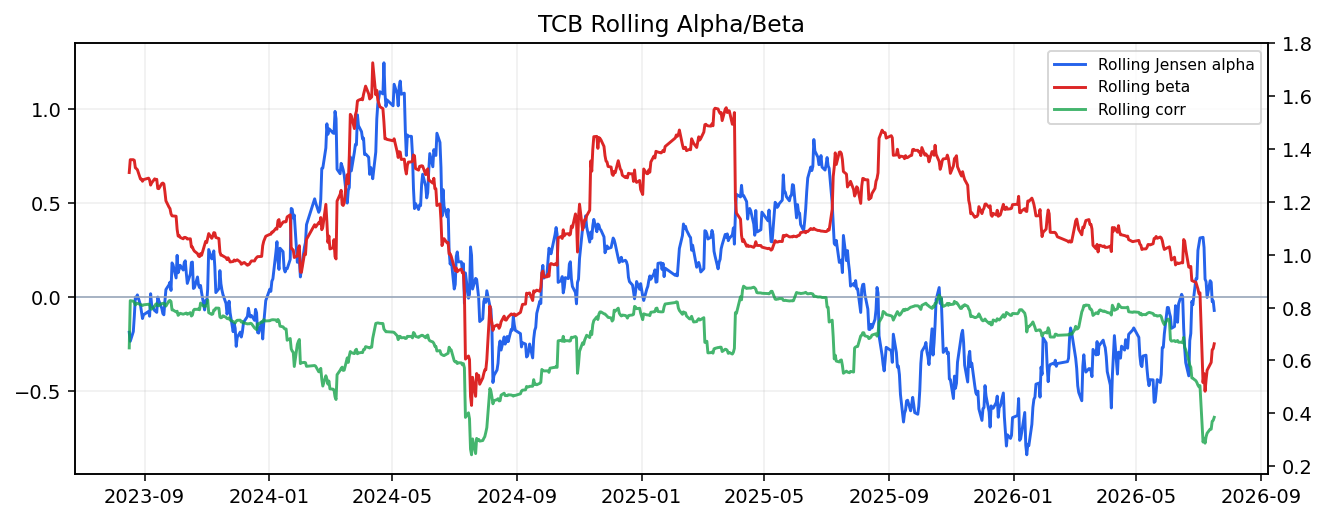 TCB Rolling Alpha/Beta
Rolling Jensen alpha
Rolling beta
Rolling corr
1.0
0.5
0.0
−0.5
1.8
1.6
1.4
1.2
1.0
0.8
0.6
0.4
0.2
2023-09 2024-01 2024-05 2024-09 2025-01 2025-05 2025-09 2026-01 2026-05 2026-09